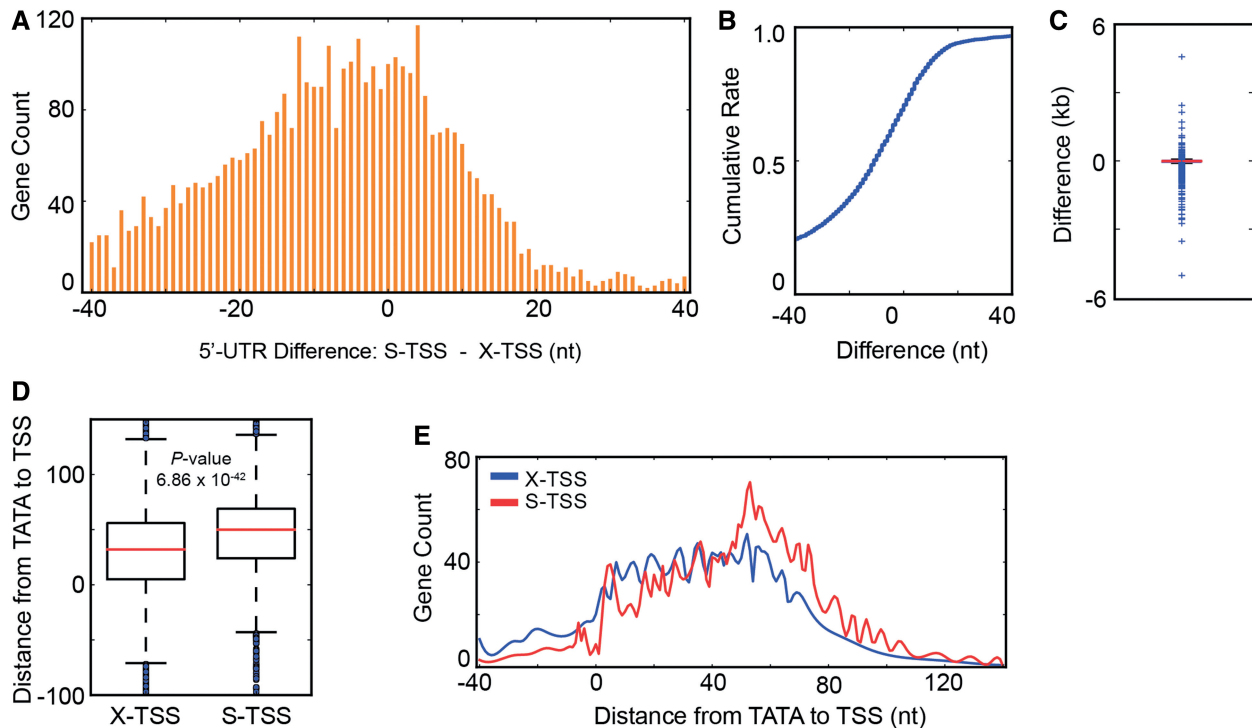 A
120
80
40
0
Gene Count
-40
-20
0
20
40
5’-UTR Difference: S-TSS - X-TSS (nt)
B
1.0
0.5
0
Cumulative Rate
-40
0
40
Difference (nt)
C
6
0
-6
Difference (kb)
D
100
0
-100
Distance from TATA to TSS
P-value
6.86 x 10-42
X-TSS
S-TSS
E
80
40
0
Gene Count
X-TSS
S-TSS
-40
0
40
80
120
Distance from TATA to TSS (nt)